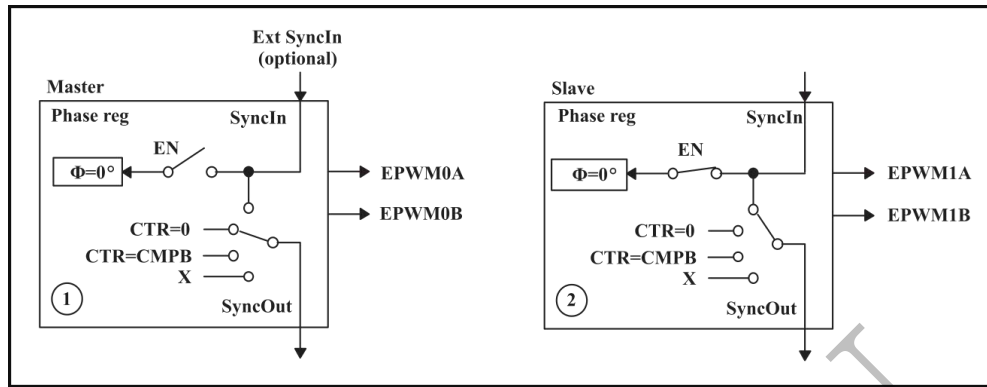 Ext SyncIn
(optional)
Master
Phase reg
SyncIn
EN
Φ=0°
EPWM0A
EPWM0B
CTR=0
CTR=CMPB
X
1
SyncOut
Slave
Phase reg
SyncIn
EN
Φ=0°
EPWM1A
EPWM1B
CTR=0
CTR=CMPB
X
2
SyncOut